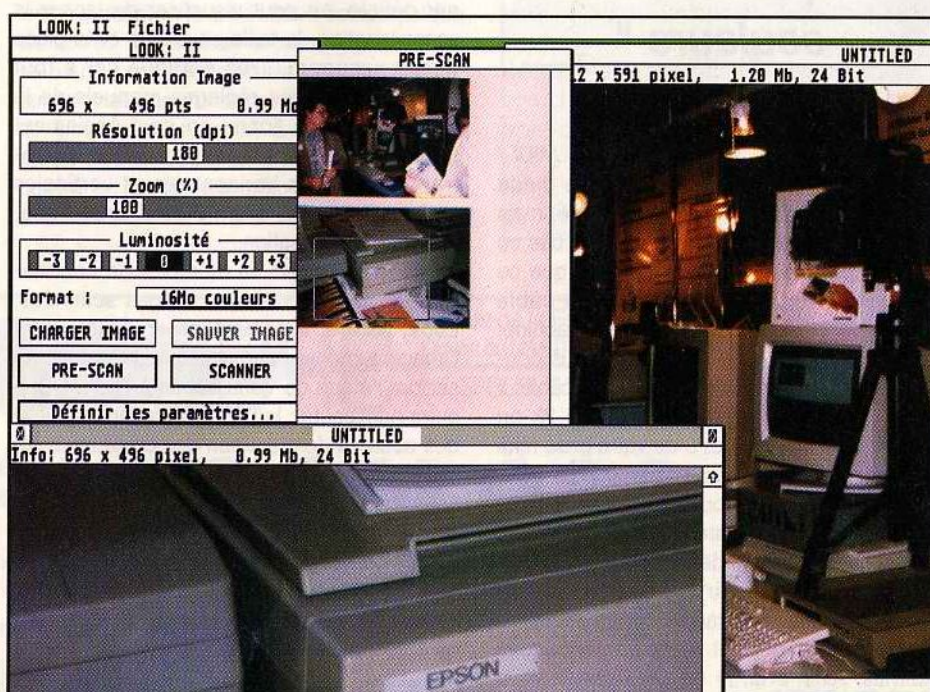 LOOK: II Fichier
LOOK: II
Information Image
696 x 496 pts 0.99 Mo
Résolution (dpi)
180
Zoom (%)
100
Luminosité
-3 -2 -1 0 +1 +2 +3
Format : 16Mo couleurs
CHARGER IMAGE SAUVER IMAGE
PRE-SCAN SCANNER
Définir les paramètres...
PRE-SCAN
UNTITLED
2 x 591 pixel, 1.20 Mb, 24 Bit
UNTITLED
Info: 696 x 496 pixel, 0.99 Mb, 24 Bit
EPSON